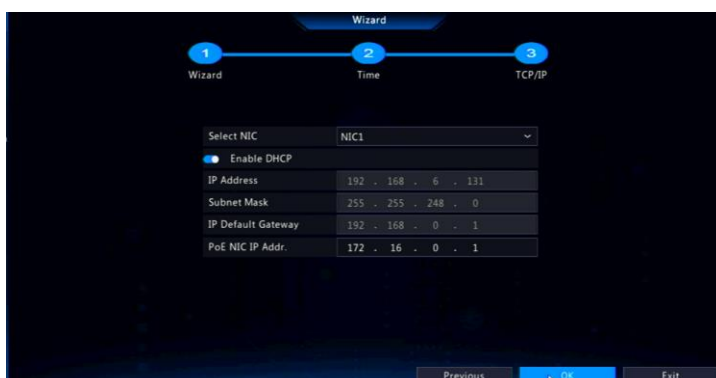 Wizard
1 2 3
Wizard Time TCP/IP
Select NIC NIC1
Enable DHCP
IP Address 192 . 168 . 6 . 131
Subnet Mask 255 . 255 . 248 . 0
IP Default Gateway 192 . 168 . 0 . 1
PoE NIC IP Addr. 172 . 16 . 0 . 1
Previous OK Exit